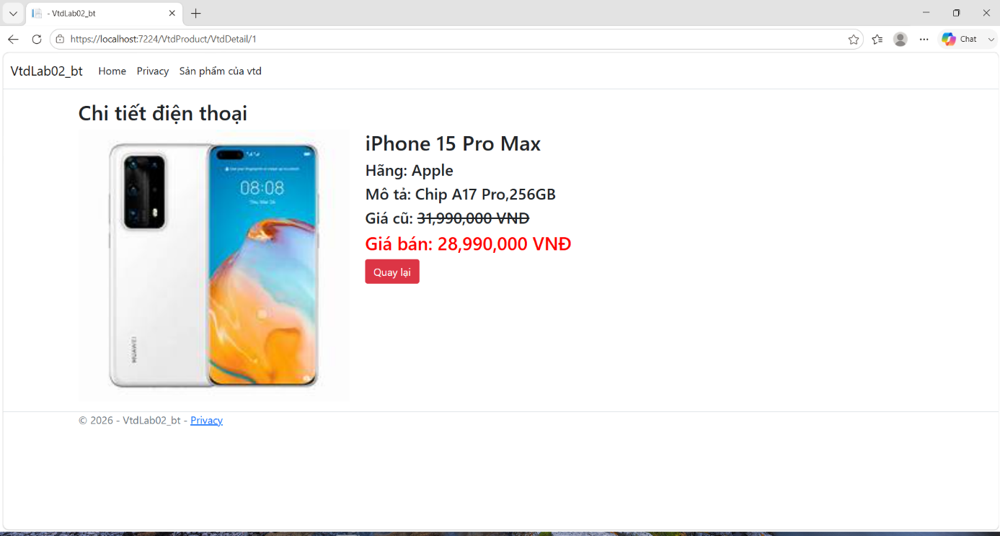 - VtdLab02_bt
https://localhost:7224/VtdProduct/VtdDetail/1
Chat
VtdLab02_bt Home Privacy Sản phẩm của vtd
Chi tiết điện thoại
iPhone 15 Pro Max
Hãng: Apple
Mô tả: Chip A17 Pro,256GB
Giá cũ: 31,990,000 VNĐ
Giá bán: 28,990,000 VNĐ
Quay lại
08:08
HUAWEI
© 2026 - VtdLab02_bt - Privacy